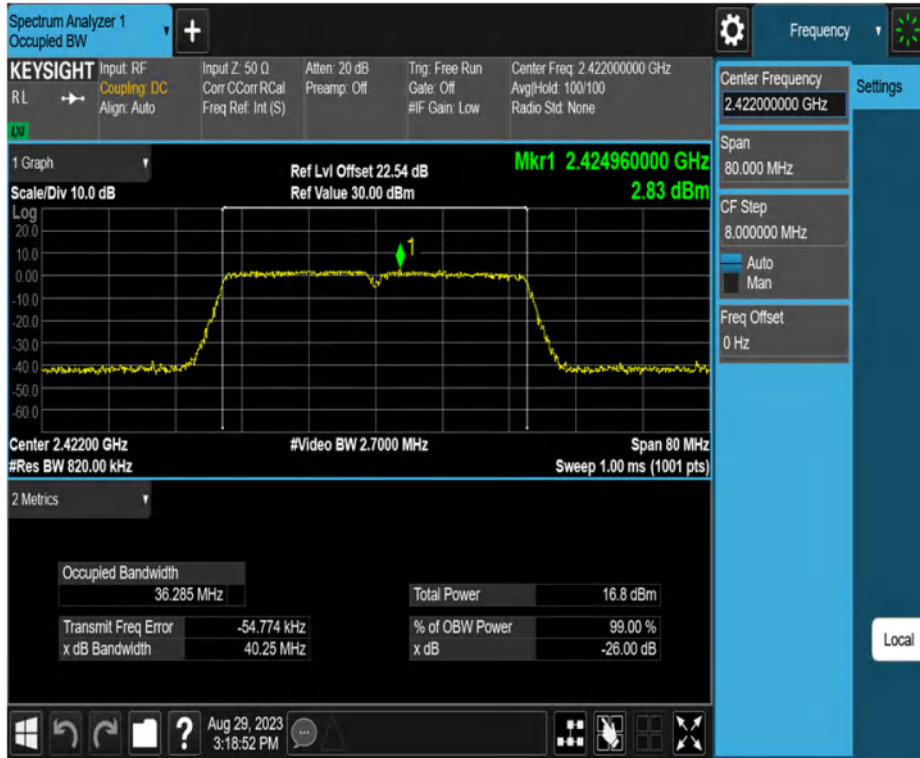 Spectrum Analyzer 1
Occupied BW
Frequency
KEYSIGHT
RL
LXI
Input: RF
Coupling: DC
Align: Auto
Input Z: 50 Ω
Corr CCorr RCal
Freq Ref: Int (S)
Atten: 20 dB
Preamp: Off
Trig: Free Run
Gate: Off
#IF Gain: Low
Center Freq: 2.422000000 GHz
Avg|Hold: 100/100
Radio Std: None
Center Frequency
2.422000000 GHz
Settings
Span
80.000 MHz
CF Step
8.000000 MHz
Auto
Man
Freq Offset
0 Hz
Local
1 Graph
Scale/Div 10.0 dB
Ref Lvl Offset 22.54 dB
Ref Value 30.00 dBm
Mkr1 2.424960000 GHz
2.83 dBm
Log
20.0
10.0
0.00
-10.0
-20.0
-30.0
-40.0
-50.0
-60.0
1
Center 2.42200 GHz
#Video BW 2.7000 MHz
Span 80 MHz
#Res BW 820.00 kHz
Sweep 1.00 ms (1001 pts)
2 Metrics
Occupied Bandwidth
36.285 MHz
Total Power 16.8 dBm
Transmit Freq Error -54.774 kHz
% of OBW Power 99.00 %
x dB Bandwidth 40.25 MHz
x dB -26.00 dB
?
Aug 29, 2023
3:18:52 PM